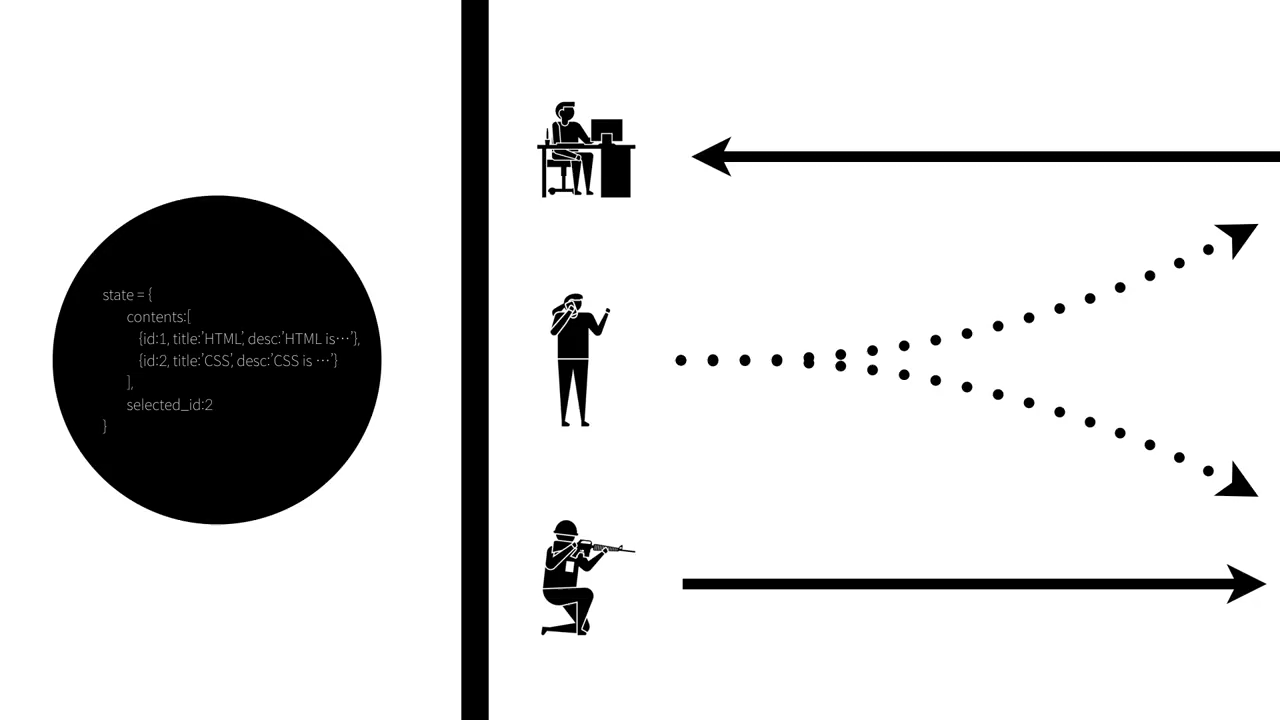 state = {
contents:[
{id:1, title:’HTML’, desc:’HTML is⋯’},
{id:2, title:’CSS’, desc:’CSS is ⋯’}
],
selected_id:2
}